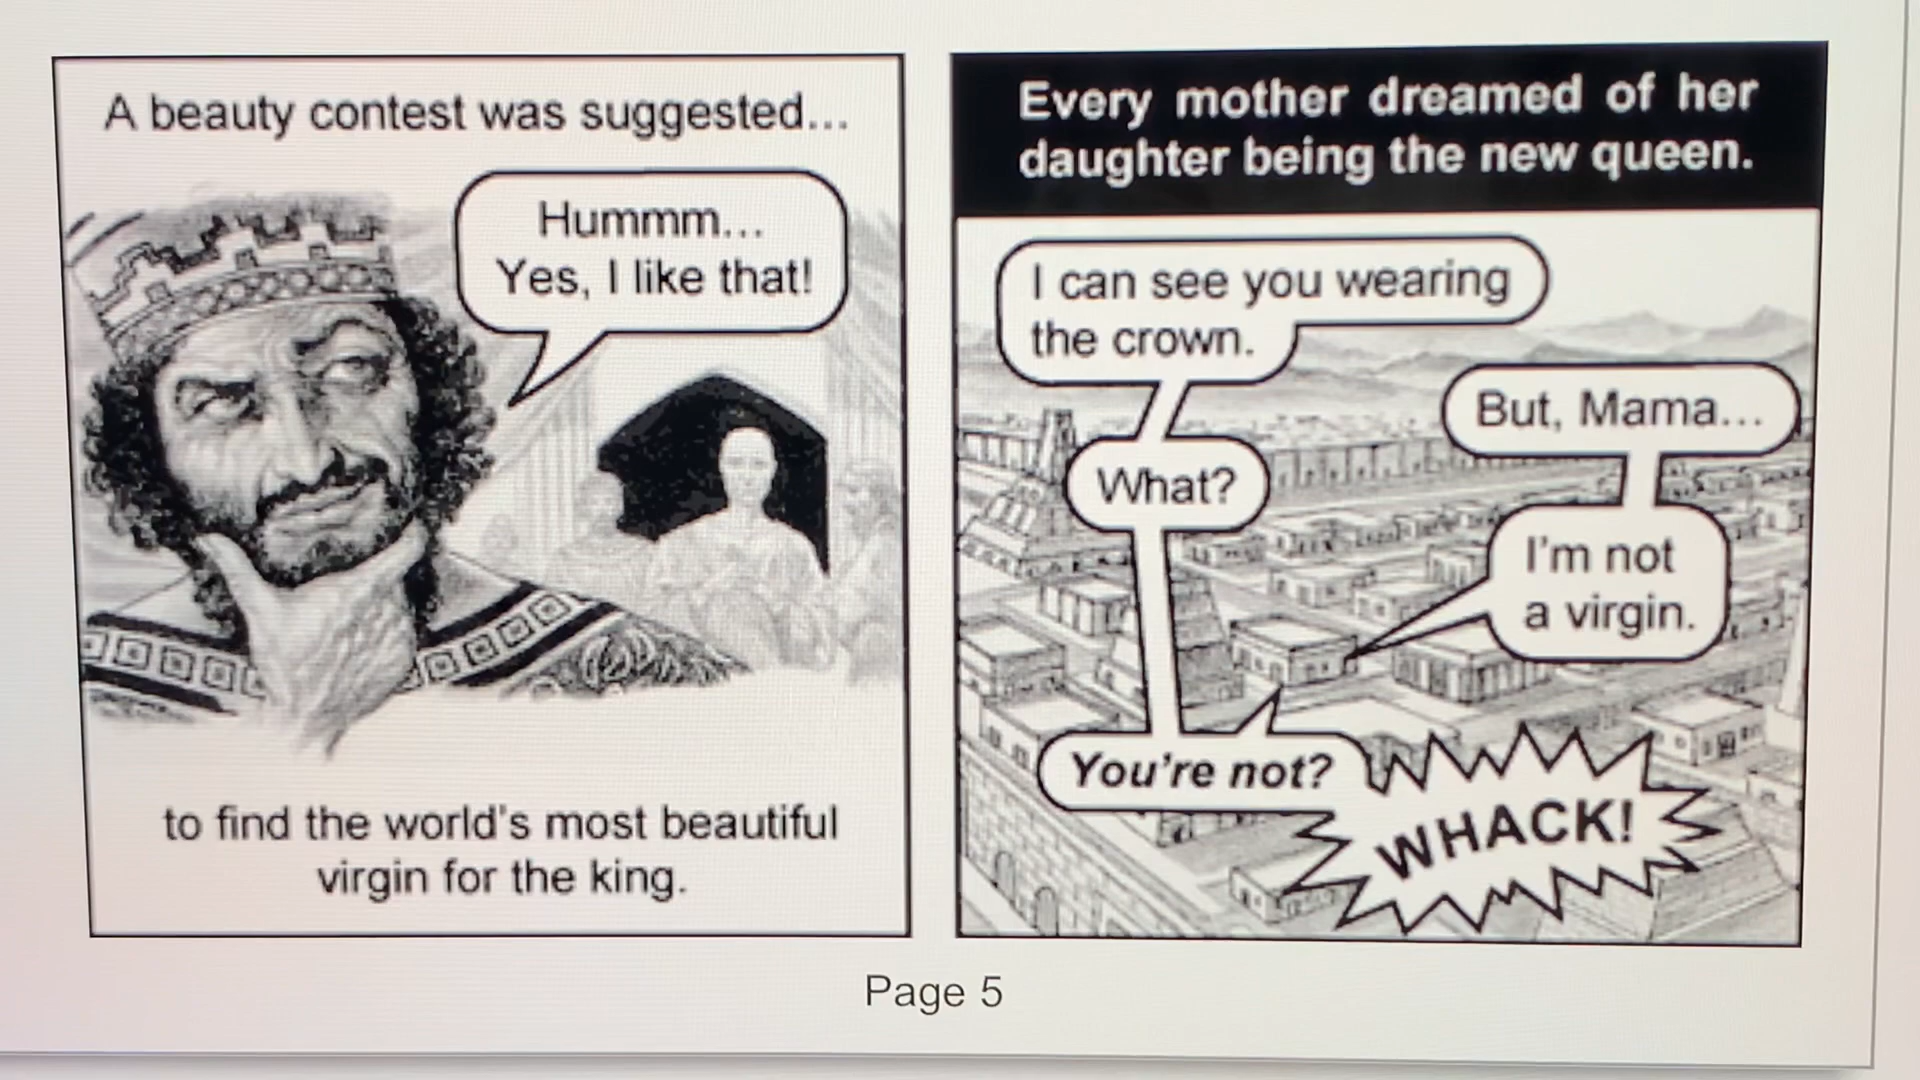 A beauty contest was suggested...
Hummm...
Yes, I like that!
to find the world's most beautiful
virgin for the king.
Every mother dreamed of her
daughter being the new queen.
I can see you wearing
the crown.
But, Mama...
What?
I'm not
a virgin.
You're not?
WHACK!
Page 5